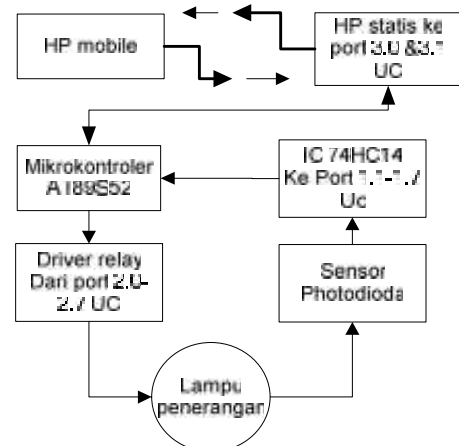 HP mobile
HP statis ke
port 3.0 &3.1
UC
Mikrokontroler
AT89S52
IC 74HC14
Ke Port 1.1-1.7
Uc
Driver relay
Dari port 2.0-
2.7 UC
Sensor
Photodioda
Lampu
penerangan